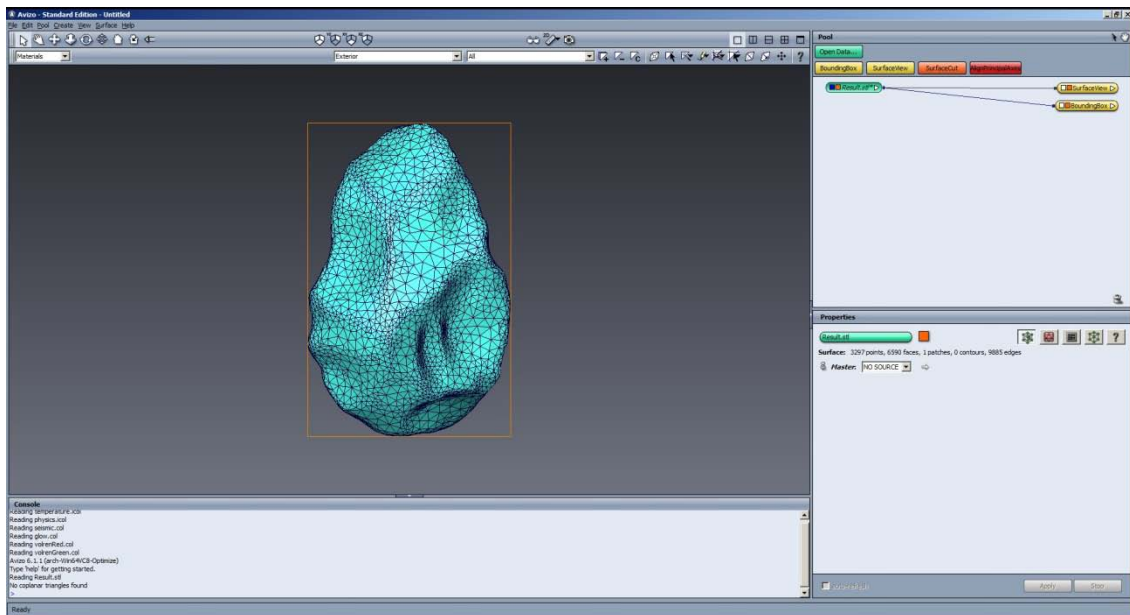 Avizo - Standard Edition - Untitled
File Edit Pool Create View Surface Help
Materials
Exterior
All
Pool
Open Data...
BoundingBox SurfaceView SurfaceCut AlignPrincipalAxes
Result.stl SurfaceView
BoundingBox
Properties
Result.stl
Surface: 3297 points, 6590 faces, 1 patches, 0 contours, 9885 edges
Master: NO SOURCE
Console
Reading temperature.icol
Reading physics.icol
Reading seismic.col
Reading glow.col
Reading volrenRed.col
Reading volrenGreen.col
Avizo 6.1.1 (arch-Win64VC8-Optimize)
Type 'help' for getting started.
Reading Result.stl
No coplanar triangles found
>
Apply Stop
Ready